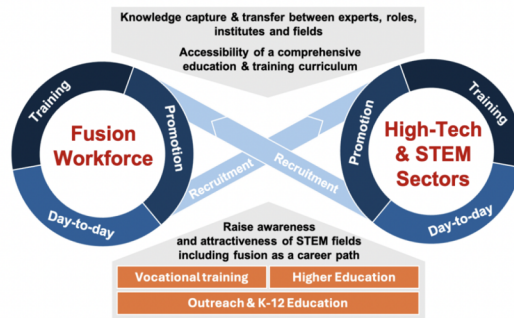 Knowledge capture & transfer between experts, roles,
institutes and fields
Accessibility of a comprehensive
education & training curriculum
Training
Promotion
Day-to-day
Fusion
Workforce
Recruitment
Recruitment
Promotion
Training
Day-to-day
High-Tech
& STEM
Sectors
Raise awareness
and attractiveness of STEM fields
including fusion as a career path
Vocational training
Higher Education
Outreach & K-12 Education